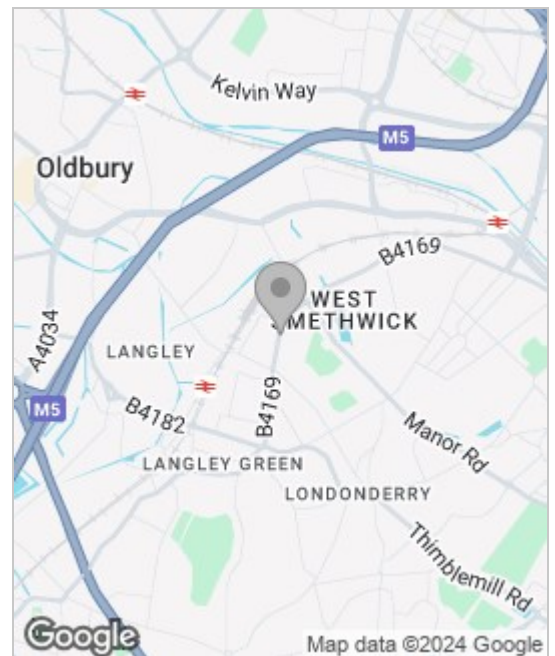 Kelvin Way
M5
Oldbury
B4169
WEST
SMETHWICK
A4034
LANGLEY
M5
B4182
B4169
Manor Rd
LANGLEY GREEN
LONDONDERRY
Thimblemill Rd
Google
Map data ©2024 Google